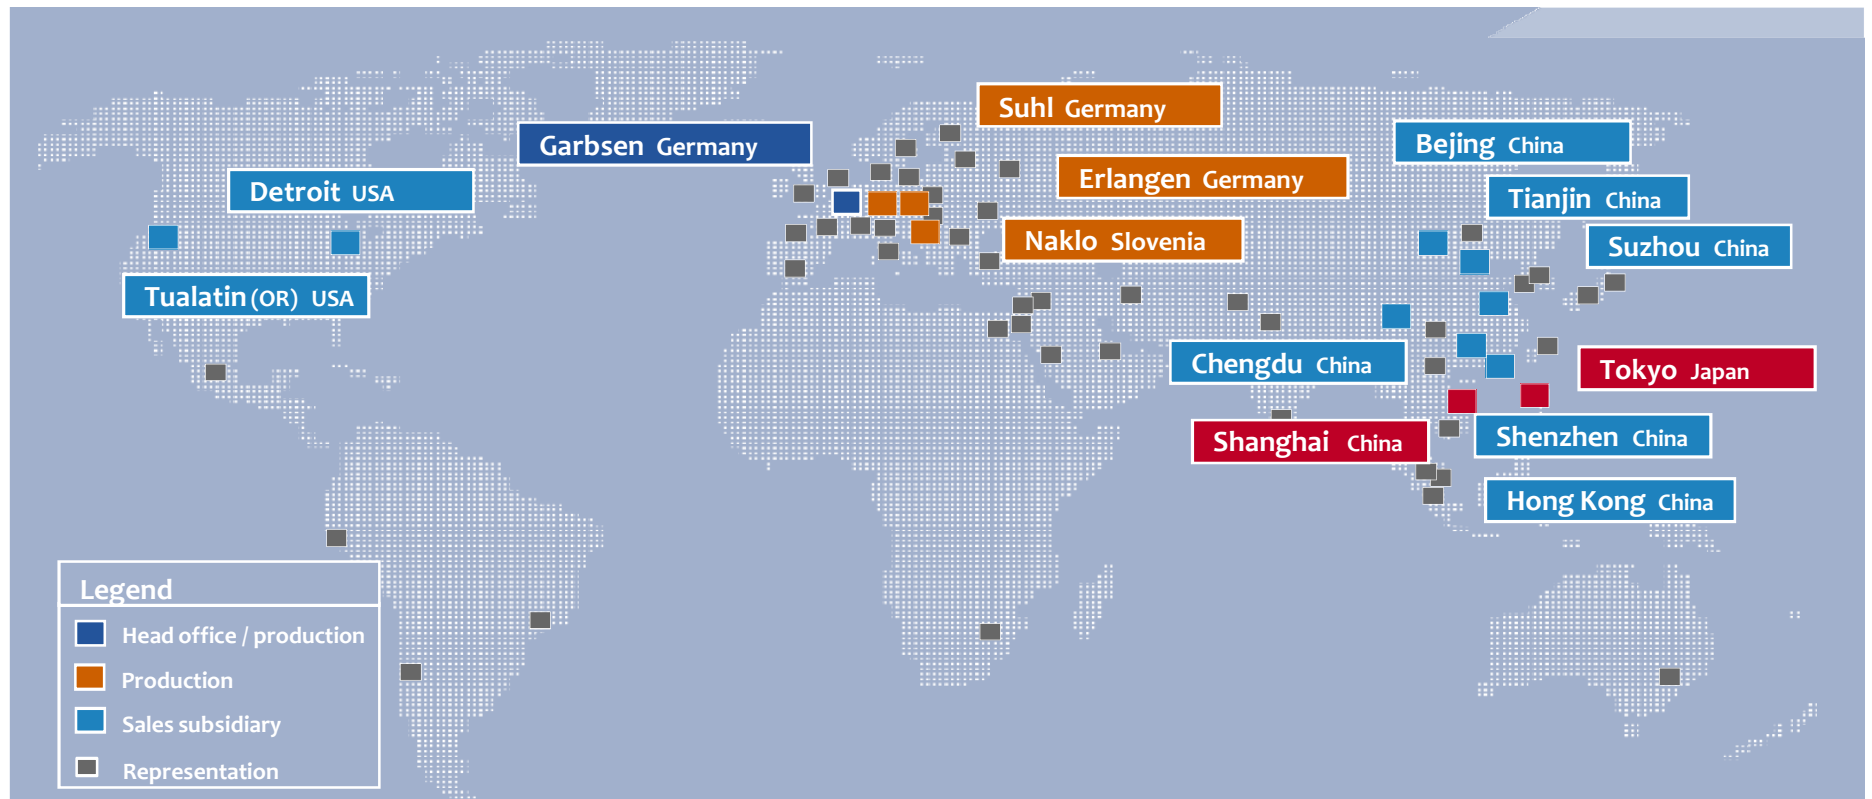 Suhl Germany
Garbsen Germany
Bejing China
Detroit USA
Erlangen Germany
Tianjin China
Naklo Slovenia
Suzhou China
Tualatin (OR) USA
Chengdu China
Tokyo Japan
Shanghai China
Shenzhen China
Hong Kong China
Legend
Head office / production
Production
Sales subsidiary
Representation